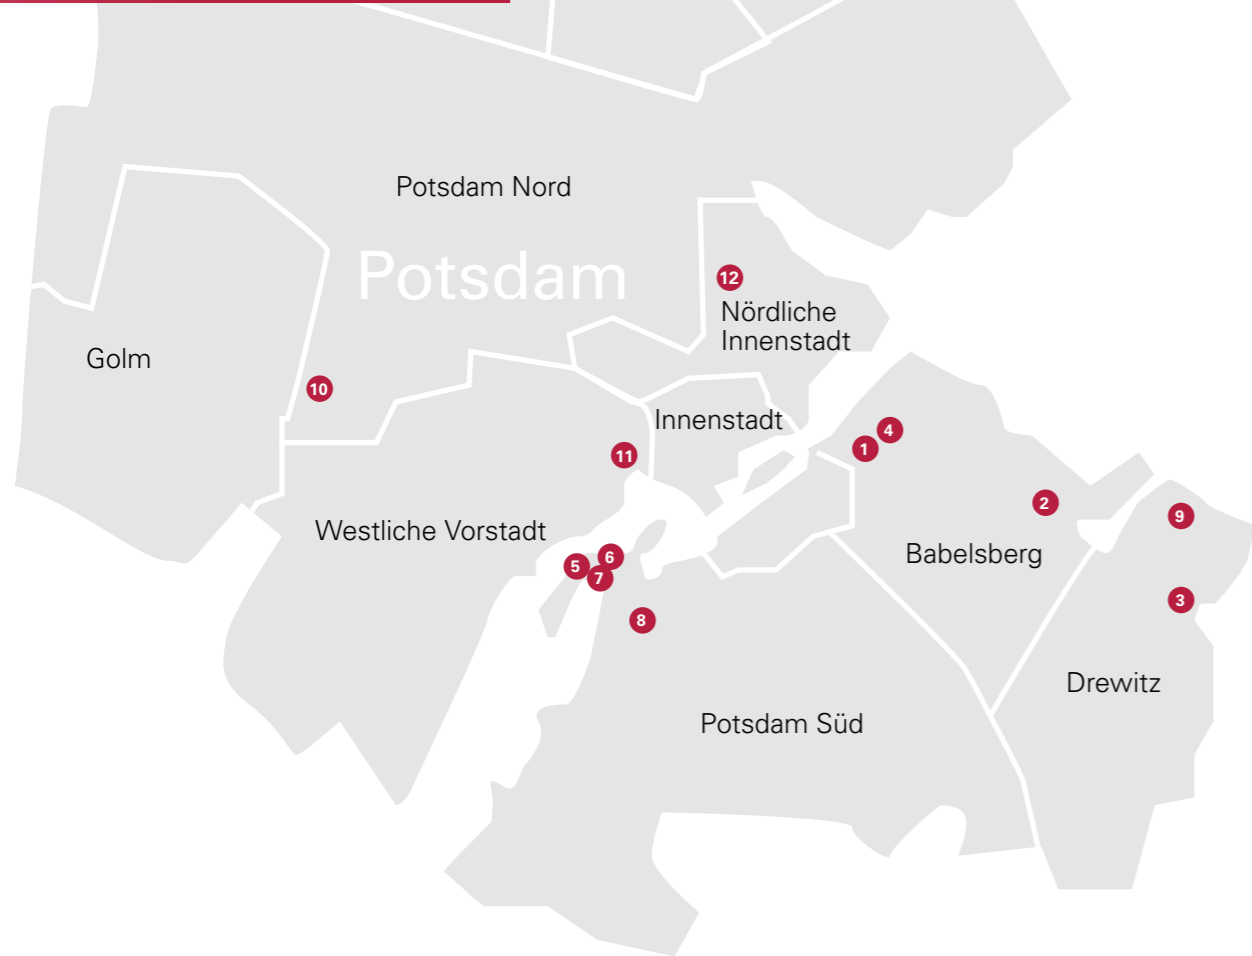 Potsdam Nord
Potsdam
12
Nördliche
Innenstadt
Golm
10
Innenstadt
4
1
11
2
9
Westliche Vorstadt
Babelsberg
6
5
7
3
8
Drewitz
Potsdam Süd